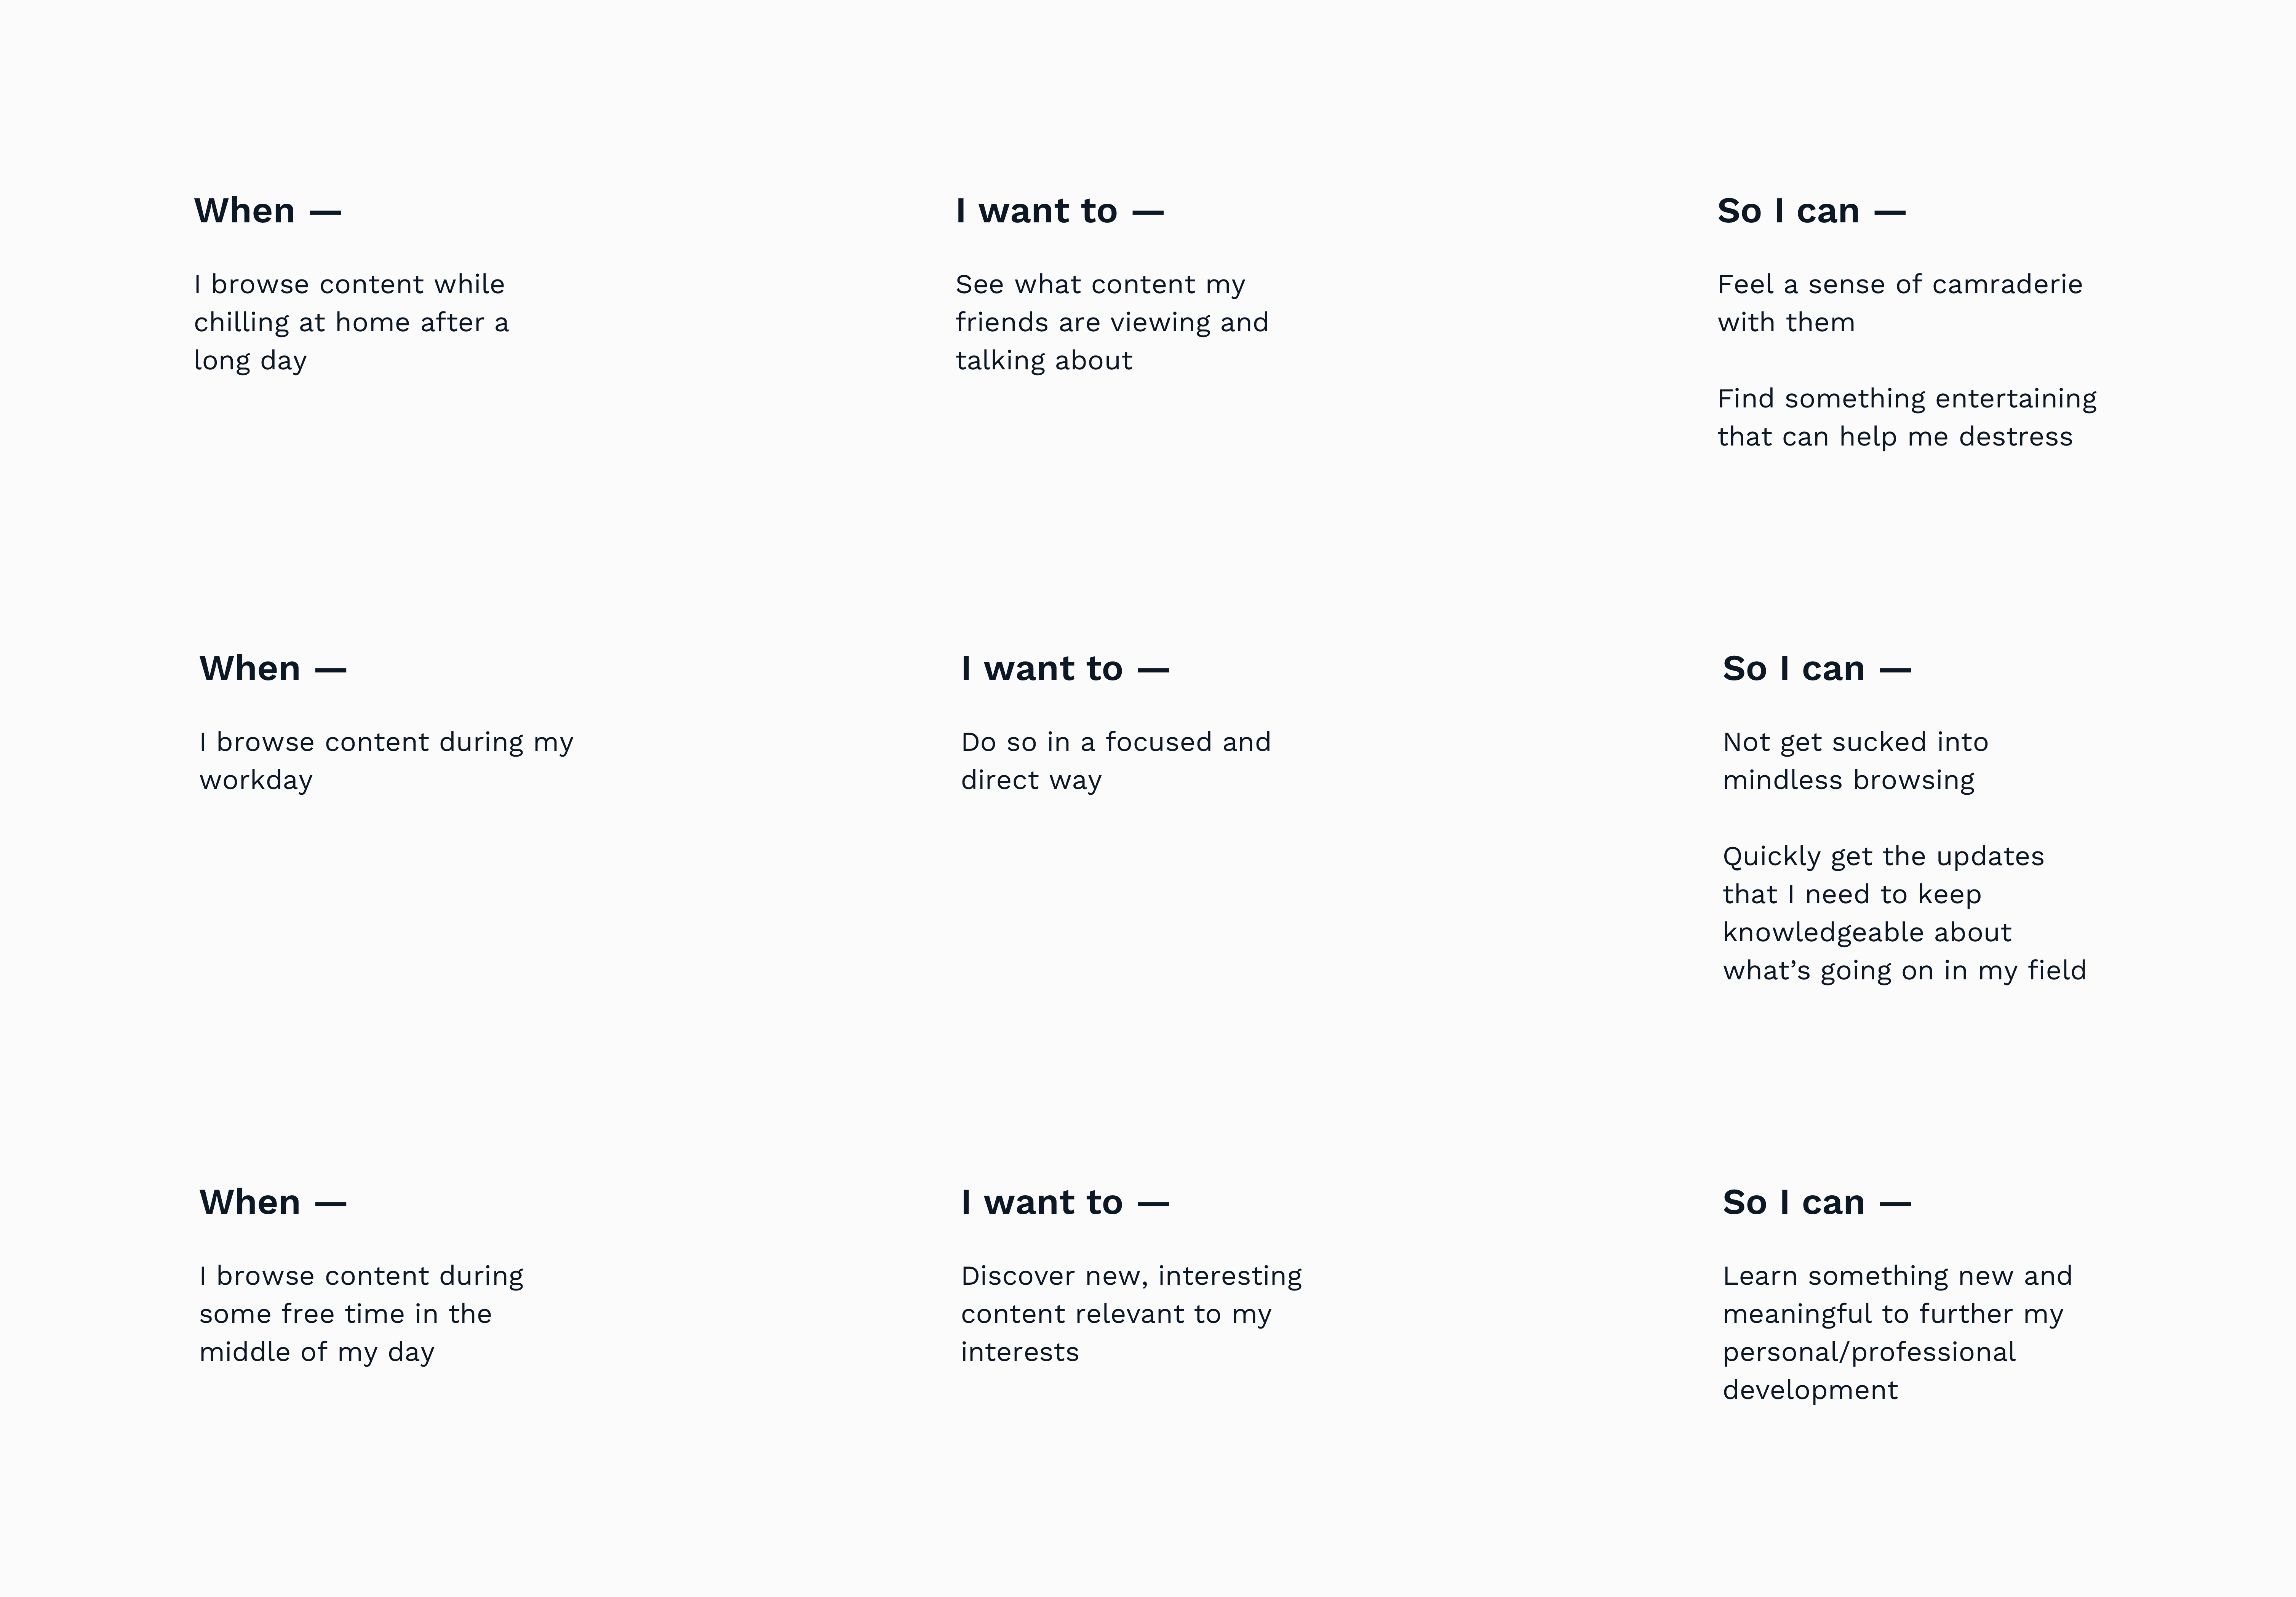 When —
I browse content while
chilling at home after a
long day
I want to —
See what content my
friends are viewing and
talking about
So I can —
Feel a sense of camraderie
with them
Find something entertaining
that can help me destress
When —
I browse content during my
workday
I want to —
Do so in a focused and
direct way
So I can —
Not get sucked into
mindless browsing
Quickly get the updates
that I need to keep
knowledgeable about
what’s going on in my field
When —
I browse content during
some free time in the
middle of my day
I want to —
Discover new, interesting
content relevant to my
interests
So I can —
Learn something new and
meaningful to further my
personal/professional
development